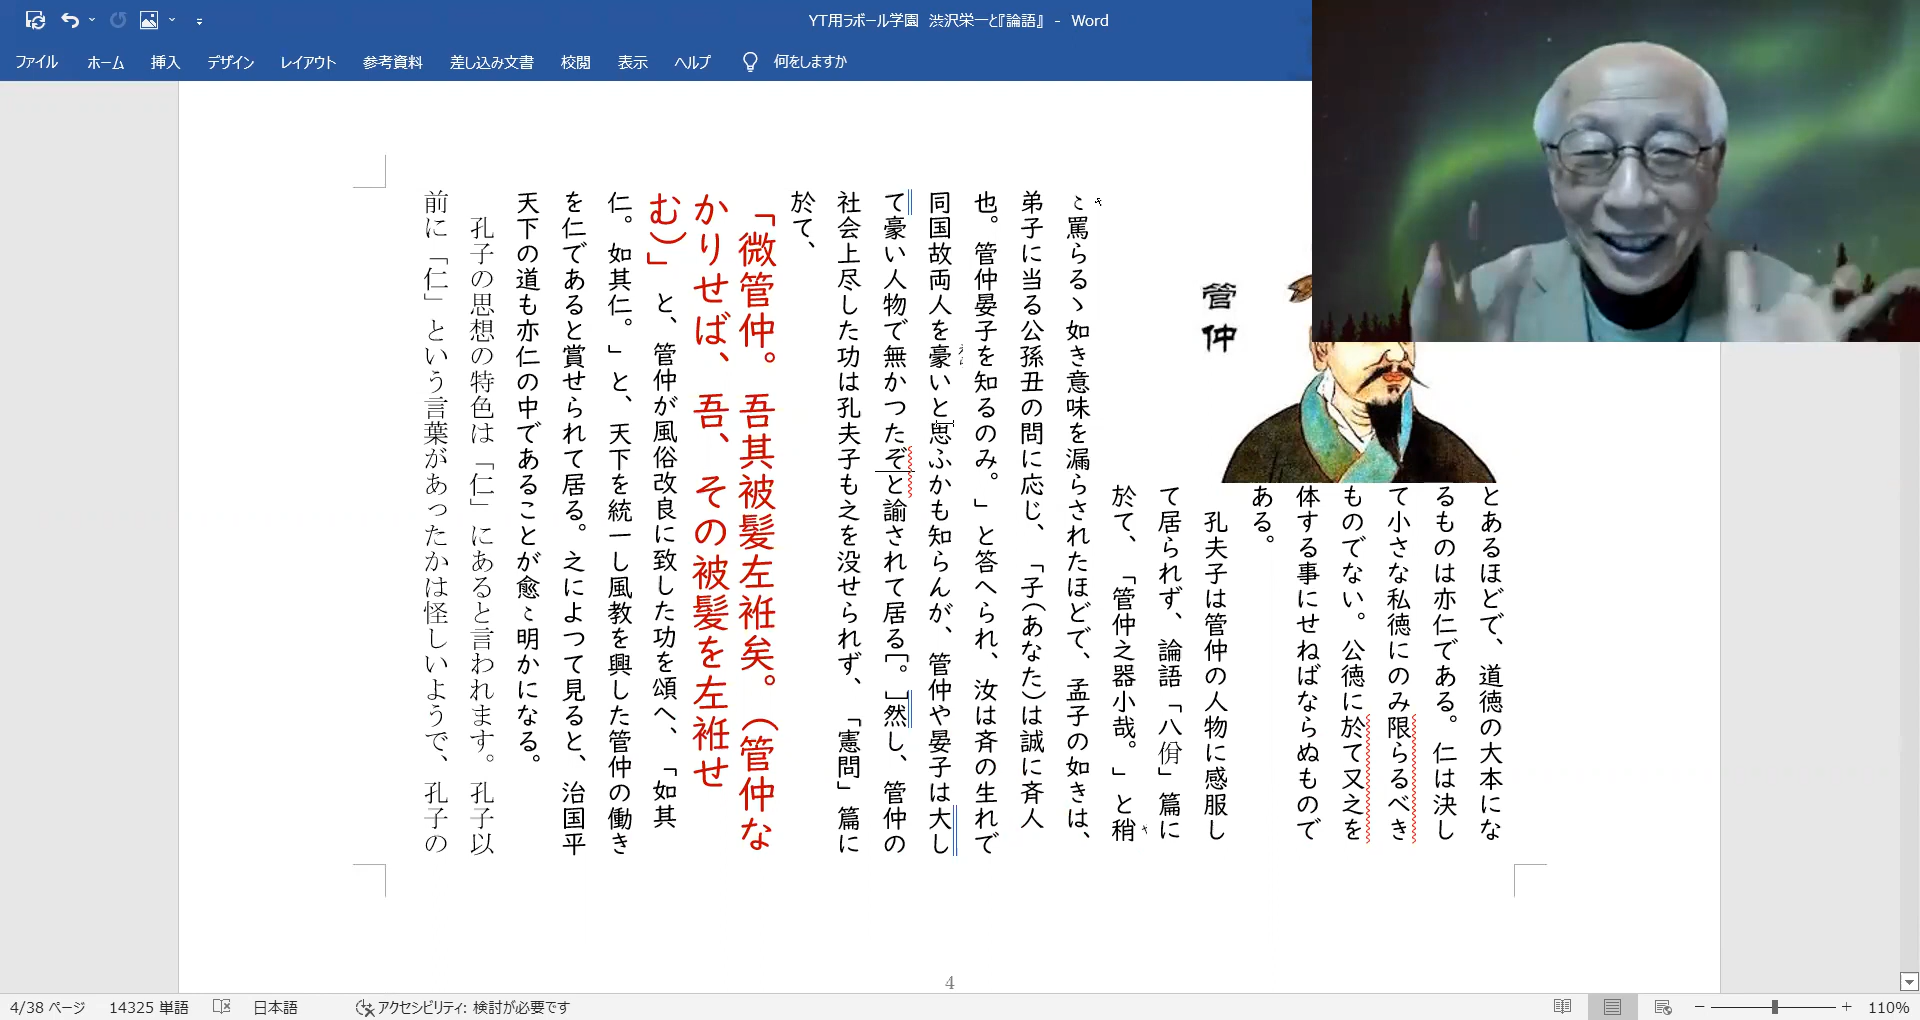 YT用ラボール学園 渋沢栄一と『論語』 - Word
ファイル ホーム 挿入 デザイン レイアウト 参考資料 差し込み文書 校閲 表示 ヘルプ 何をしますか
管仲
とあるほどで、道徳の大本にな
るものは亦仁である。仁は決し
て小さな私徳にのみ限らるべき
ものでない。公徳に於て又之を
体する事にせねばならぬもので
ある。
孔夫子は管仲の人物に感服し
て居られず、論語「八佾」篇に
於て、「管仲之器小哉。」と稍
〻罵らるゝ如き意味を漏らされたほどで、孟子の如きは、
弟子に当る公孫丑の問に応じ、「子(あなた)は誠に斉人
也。管仲晏子を知るのみ。」と答へられ、汝は斉の生れで
同国故両人を豪いと思ふかも知らんが、管仲や晏子は大し
て豪い人物で無かつたぞと諭されて居る[。]然し、管仲の
社会上尽した功は孔夫子も之を没せられず、「憲問」篇に
於て、
「微管仲。吾其被髪左袵矣。(管仲な
かりせば、吾、その被髪を左袵せ
む)」と、管仲が風俗改良に致した功を頌へ、「如其
仁。如其仁。」と、天下を統一し風教を興した管仲の働き
を仁であると賞せられて居る。之によつて見ると、治国平
天下の道も亦仁の中であることが愈〻明かになる。
孔子の思想の特色は「仁」にあると言われます。孔子以
前に「仁」という言葉があったかは怪しいようで、孔子の
4
4/38 ページ 14325 単語 日本語 アクセシビリティ: 検討が必要です 110%